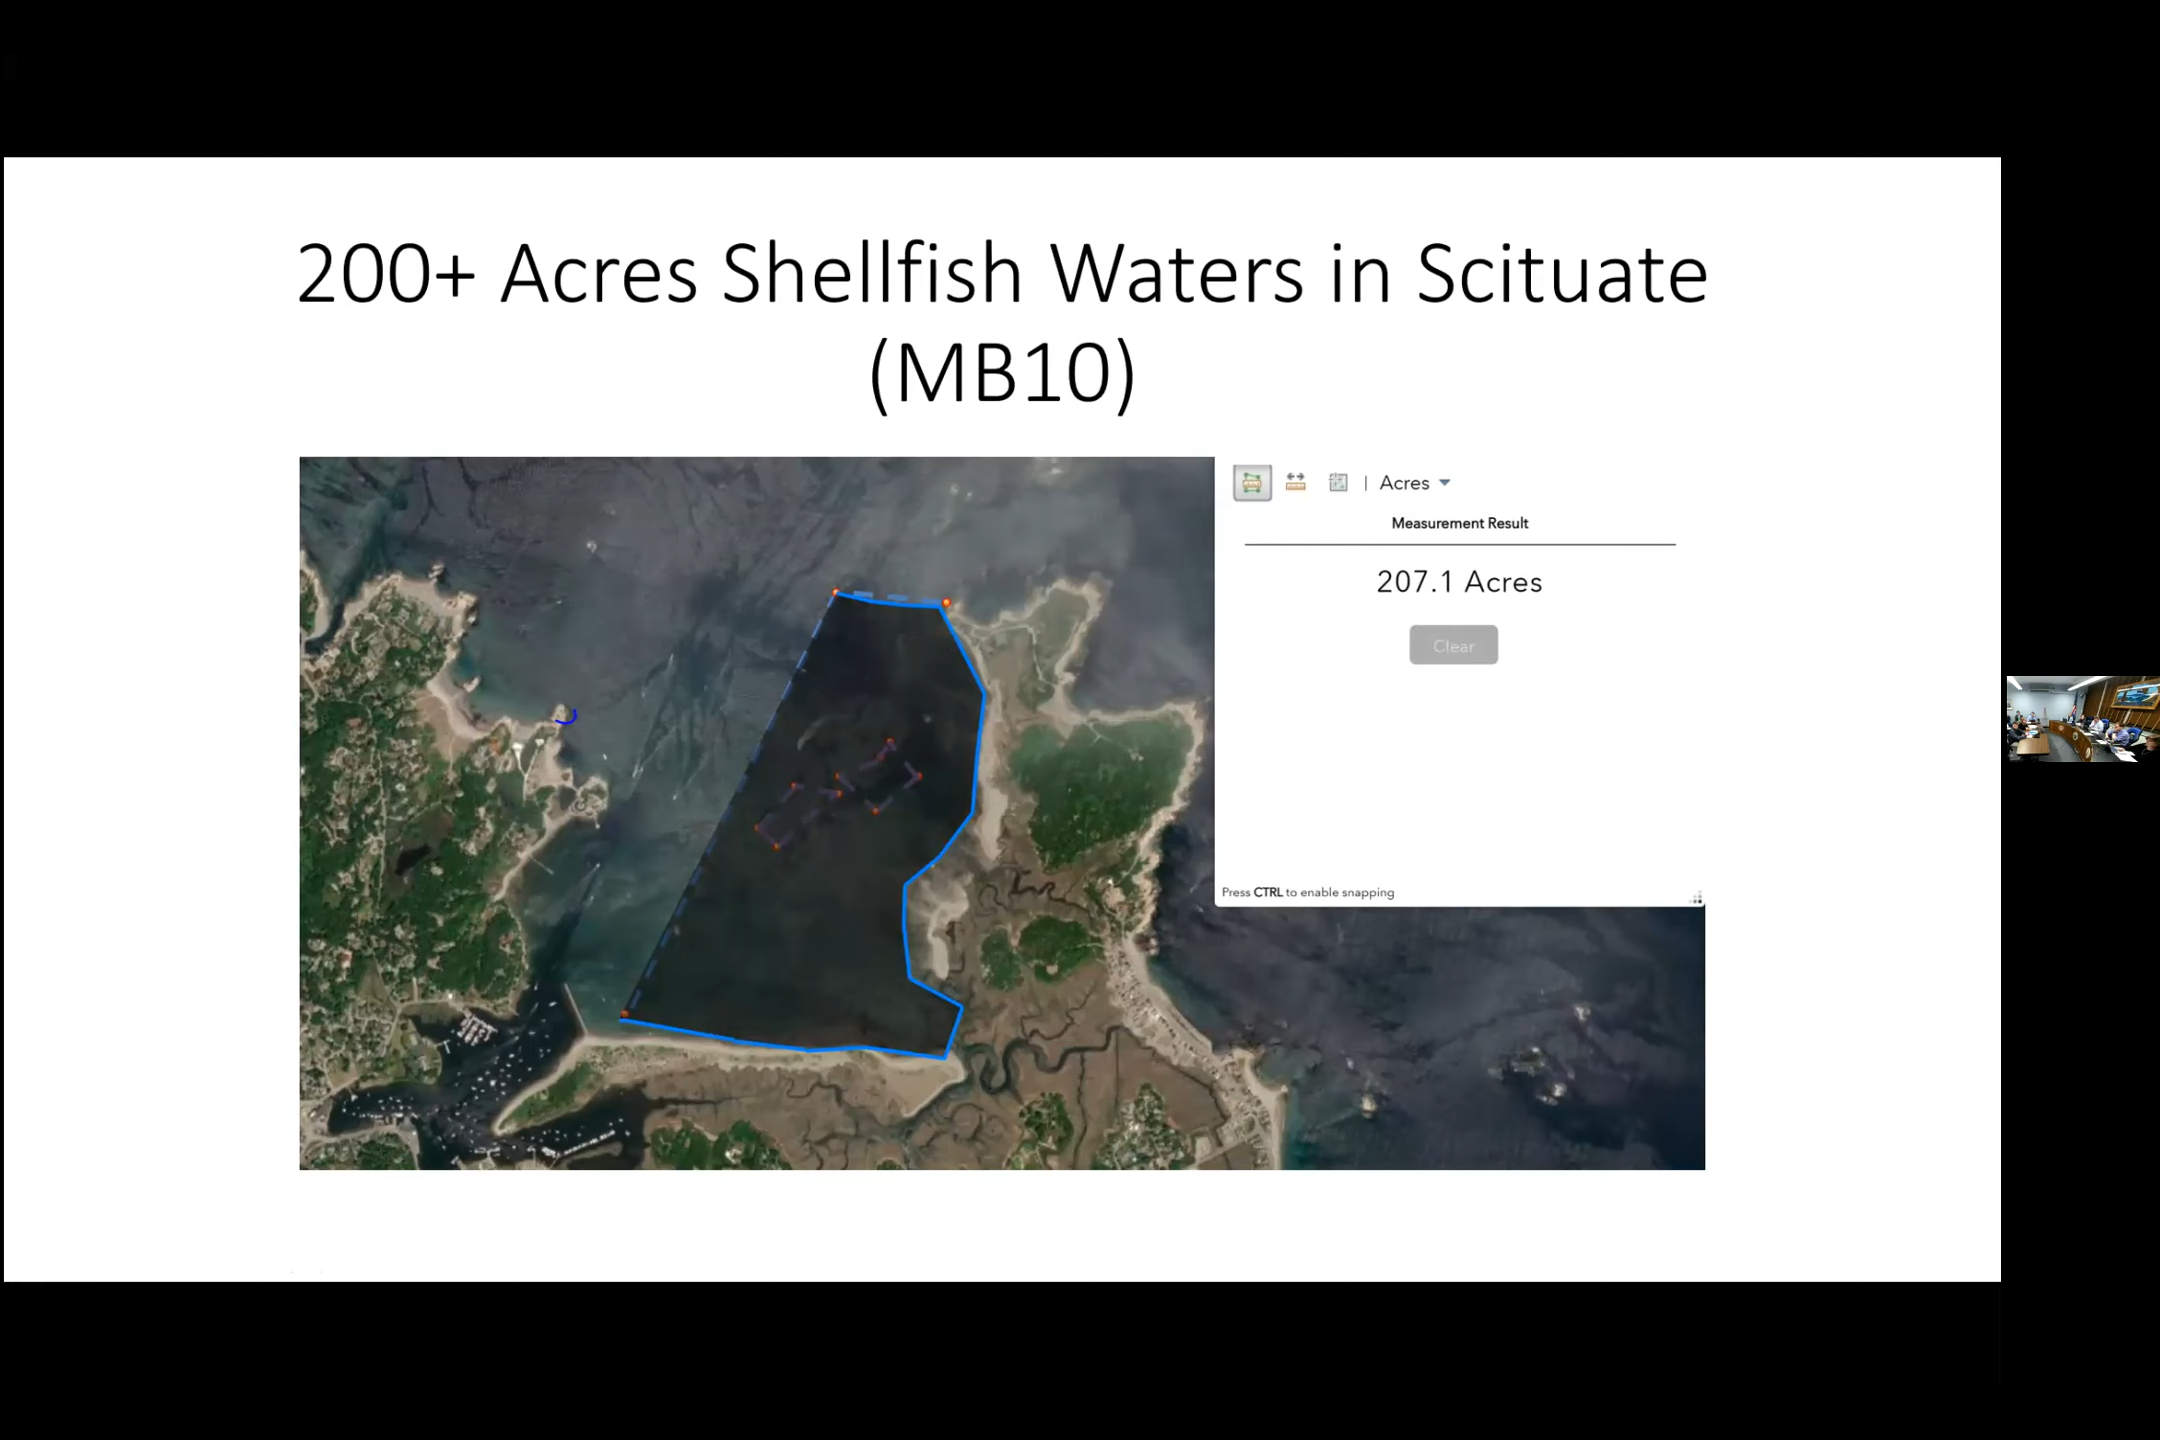 200+ Acres Shellfish Waters in Scituate
(MB10)
| Acres
Measurement Result
207.1 Acres
Clear
Press CTRL to enable snapping